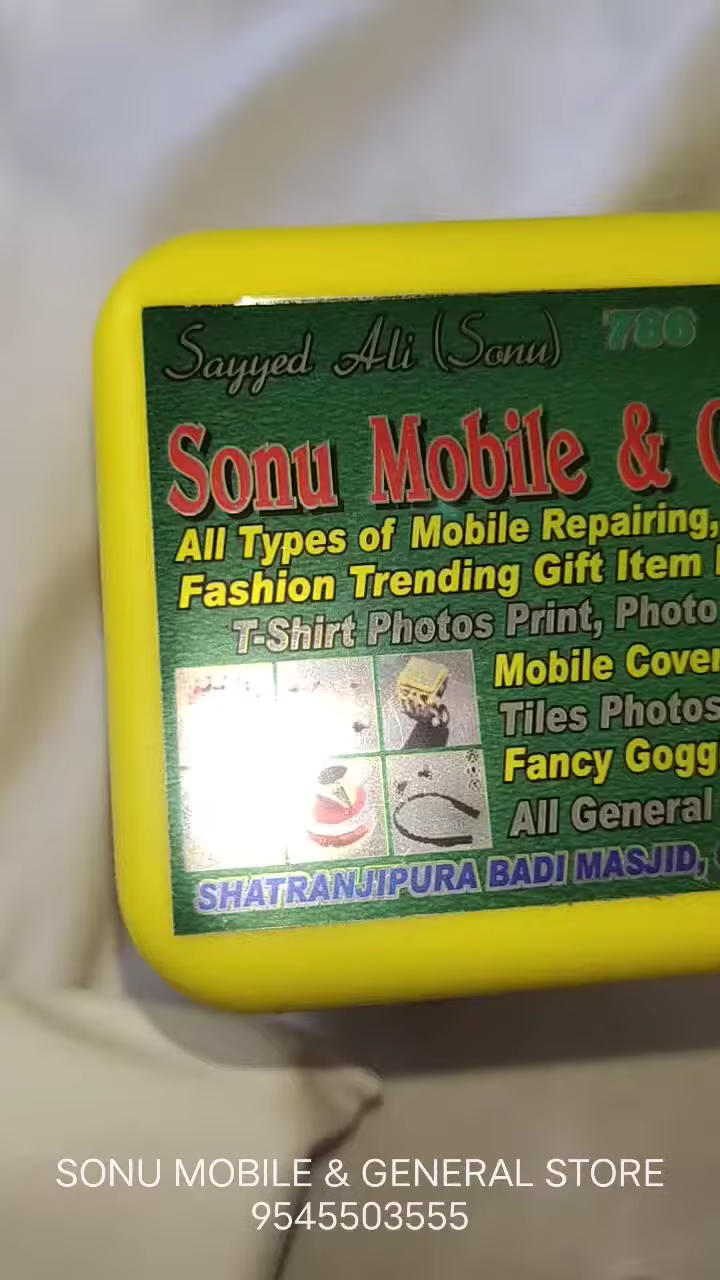 Sayyed Ali (Sonu) 786
Sonu Mobile &
All Types of Mobile Repairing,
Fashion Trending Gift Item
T-Shirt Photos Print, Photo
Mobile Cover
Tiles Photos
Fancy Gogg
All General
SHATRANJIPURA BADI MASJID,
SONU MOBILE & GENERAL STORE
9545503555